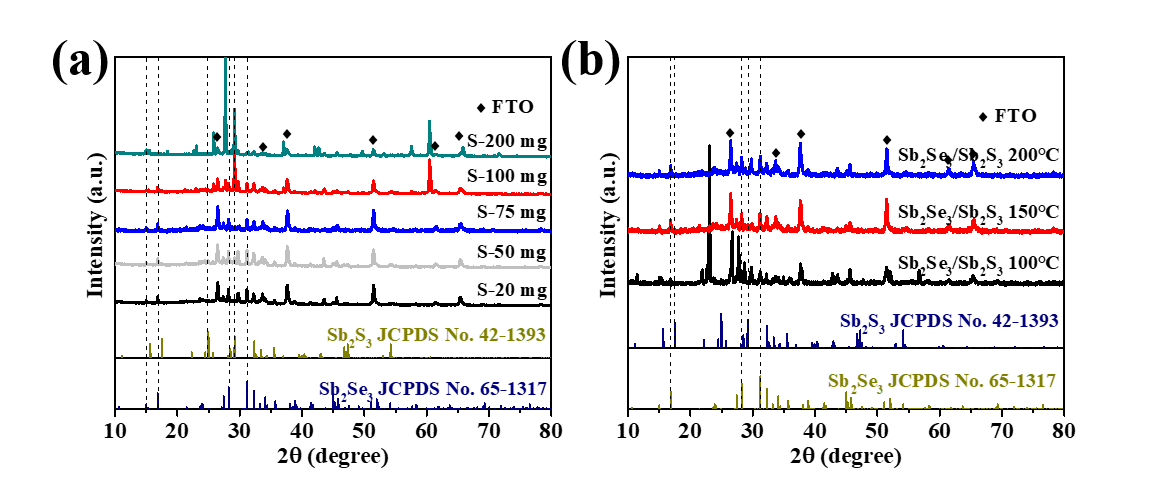 (a)
FTO
S-200 mg
S-100 mg
S-75 mg
S-50 mg
S-20 mg
Sb2S3 JCPDS No. 42-1393
Sb2Se3 JCPDS No. 65-1317
Intensity (a.u.)
10 20 30 40 50 60 70 80
2θ (degree)
(b)
FTO
Sb2Se3/Sb2S3 200°C
Sb2Se3/Sb2S3 150°C
Sb2Se3/Sb2S3 100°C
Sb2S3 JCPDS No. 42-1393
Sb2Se3 JCPDS No. 65-1317
Intensity (a.u.)
10 20 30 40 50 60 70 80
2θ (degree)